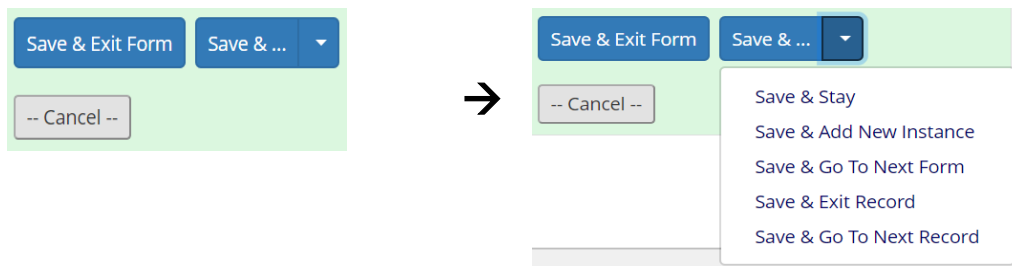 Save & Exit Form Save & ...
-- Cancel --
→
Save & Exit Form Save & ...
-- Cancel --
Save & Stay
Save & Add New Instance
Save & Go To Next Form
Save & Exit Record
Save & Go To Next Record